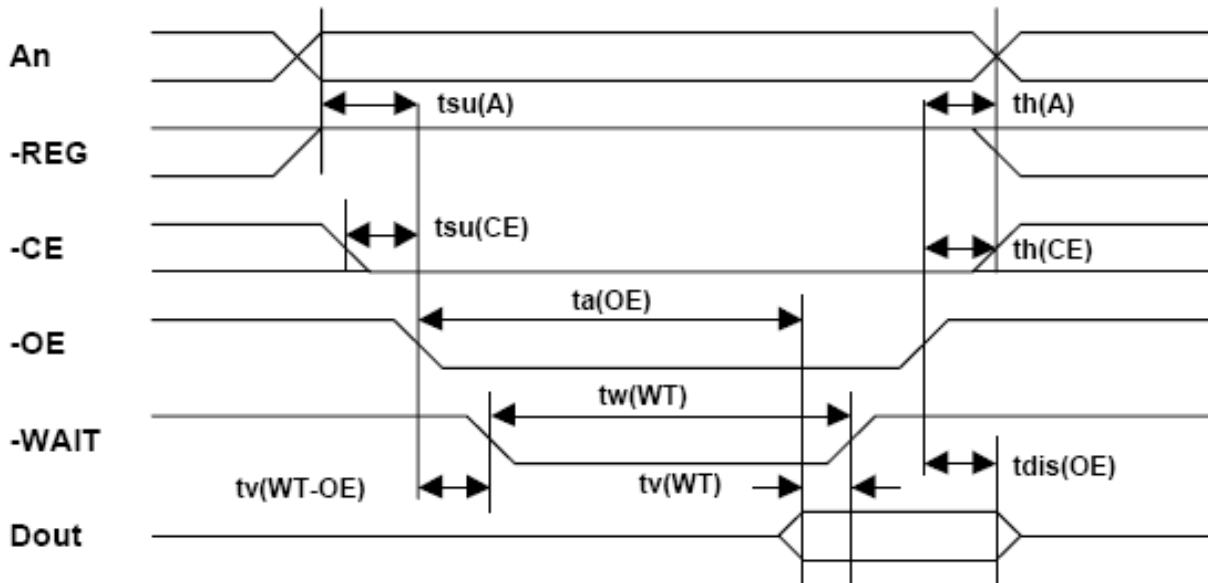 An
tsu(A)
th(A)
-REG
tsu(CE)
-CE
th(CE)
ta(OE)
-OE
tw(WT)
-WAIT
tdis(OE)
tv(WT-OE)
tv(WT)
Dout